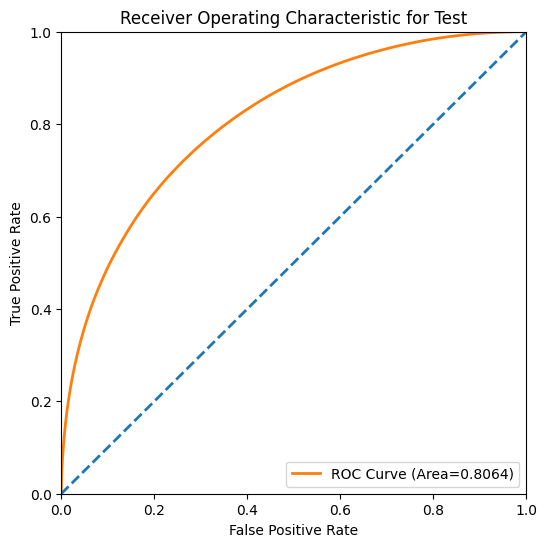 Receiver Operating Characteristic for Test
1.0
0.8
0.6
0.4
0.2
0.0
True Positive Rate
ROC Curve (Area=0.8064)
0.0 0.2 0.4 0.6 0.8 1.0
False Positive Rate